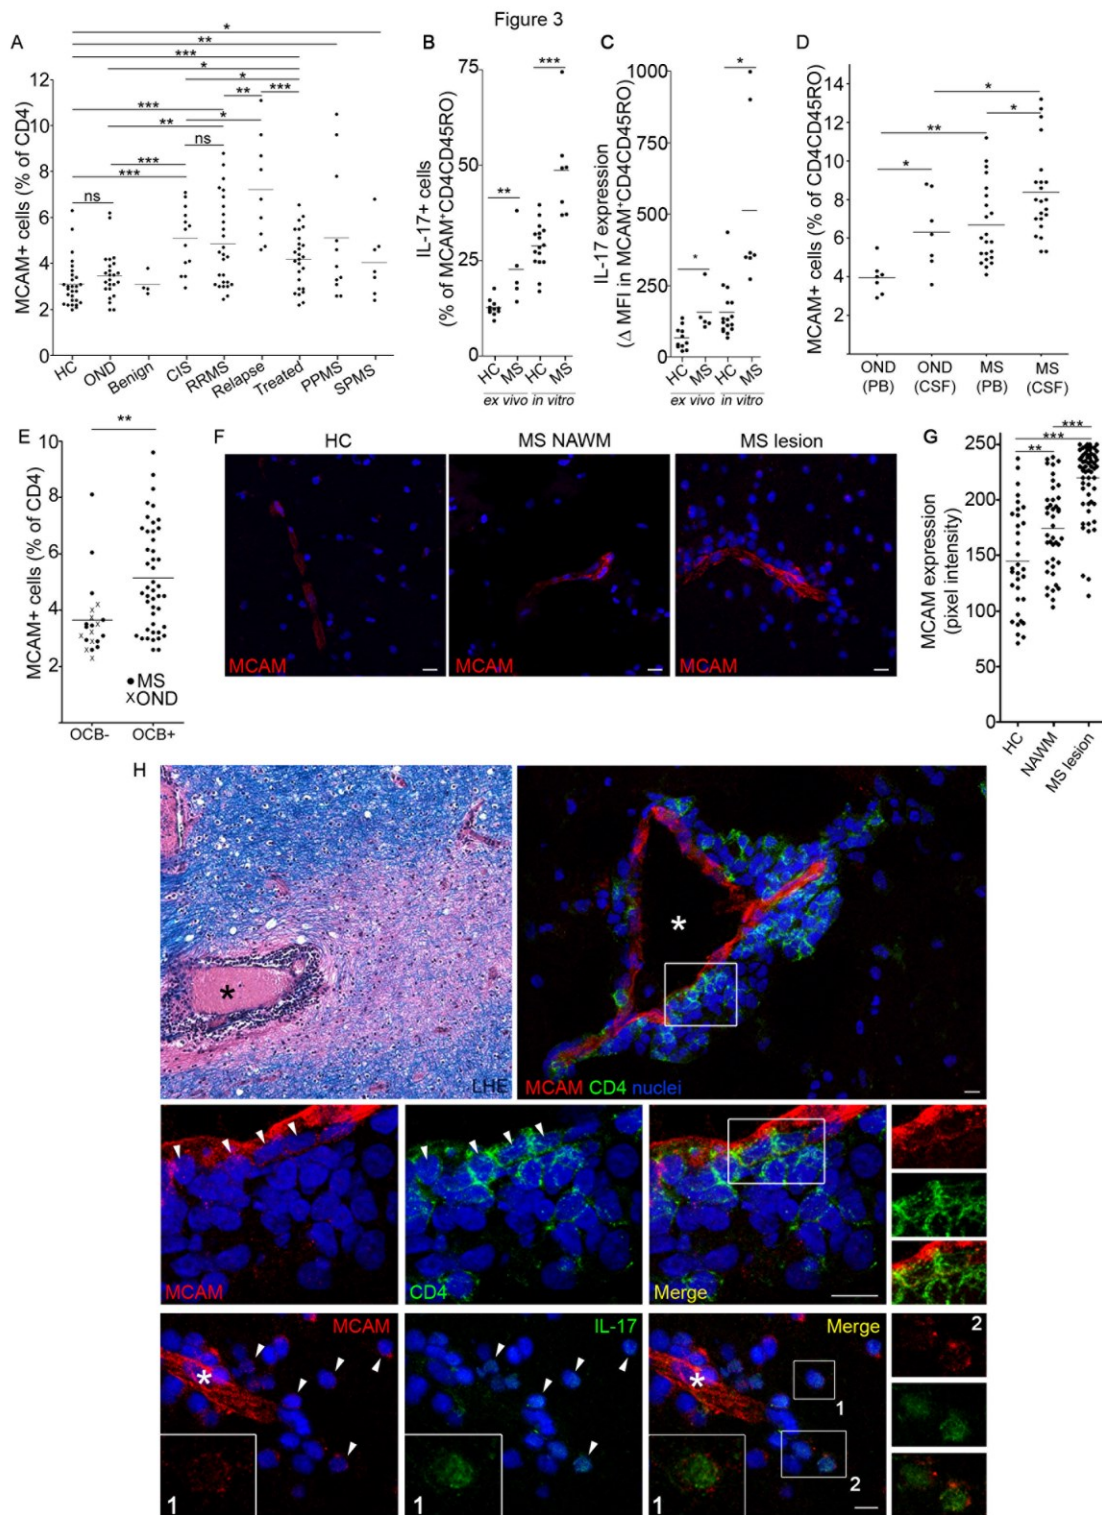 Figure 3
A
MCAM+ cells (% of CD4)
12
10
8
6
4
2
0
*
**
***
*
*
**
***
***
**
*
ns
***
***
ns
HC
OND
Benign
CIS
RRMS
Relapse
Treated
PPMS
SPMS
B
IL-17+ cells
(% of MCAM⁺CD4CD45RO)
75
50
25
0
***
**
HC
MS
HC
MS
ex vivo
in vitro
C
IL-17 expression
(Δ MFI in MCAM⁺CD4CD45RO)
1000
750
500
250
0
*
*
HC
MS
HC
MS
ex vivo
in vitro
D
MCAM+ cells (% of CD4CD45RO)
14
12
10
8
6
4
*
*
**
*
OND
(PB)
OND
(CSF)
MS
(PB)
MS
(CSF)
E
MCAM+ cells (% of CD4)
10
8
6
4
2
**
●MS
XOND
OCB-
OCB+
F
HC
MS NAWM
MS lesion
MCAM
MCAM
MCAM
G
MCAM expression
(pixel intensity)
250
200
150
100
50
0
***
***
**
HC
NAWM
MS lesion
H
*
LHE
*
MCAM CD4 nuclei
MCAM
CD4
Merge
MCAM
*
1
IL-17
1
Merge
*
1
2
1
2